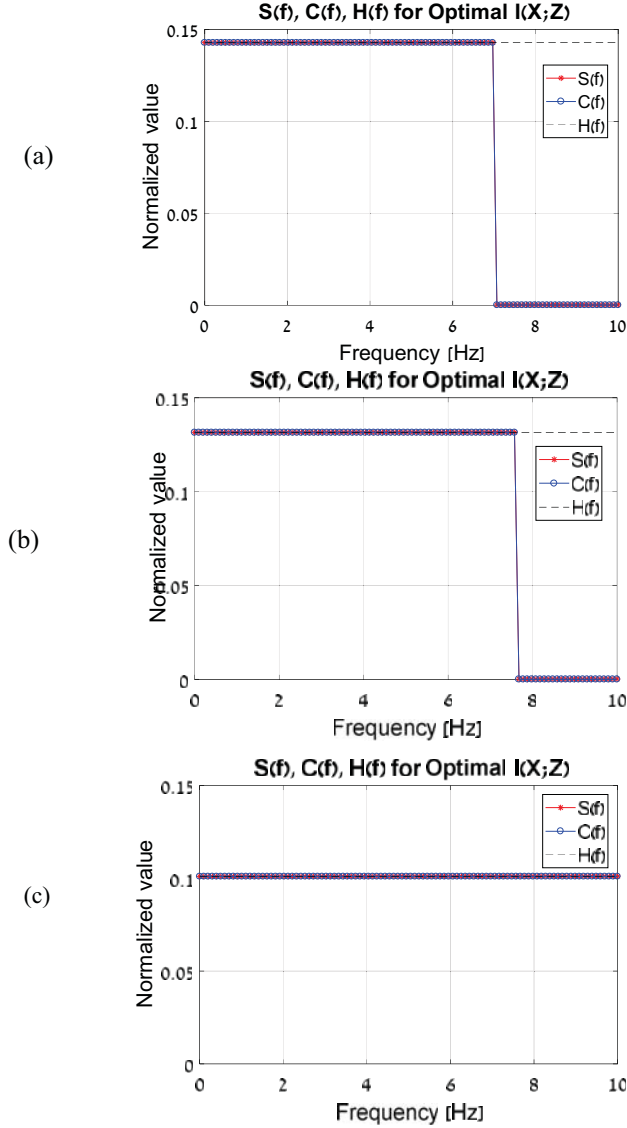 S(f), C(f), H(f) for Optimal I(X;Z)
0.15
0.1
0.05
0
Normalized value
(a)
S(f)
C(f)
H(f)
0 2 4 6 8 10
Frequency [Hz]
S(f), C(f), H(f) for Optimal I(X;Z)
0.15
0.1
0.05
0
Normalized value
(b)
S(f)
C(f)
H(f)
0 2 4 6 8 10
Frequency [Hz]
S(f), C(f), H(f) for Optimal I(X;Z)
0.15
0.1
0.05
0
Normalized value
(c)
S(f)
C(f)
H(f)
0 2 4 6 8 10
Frequency [Hz]